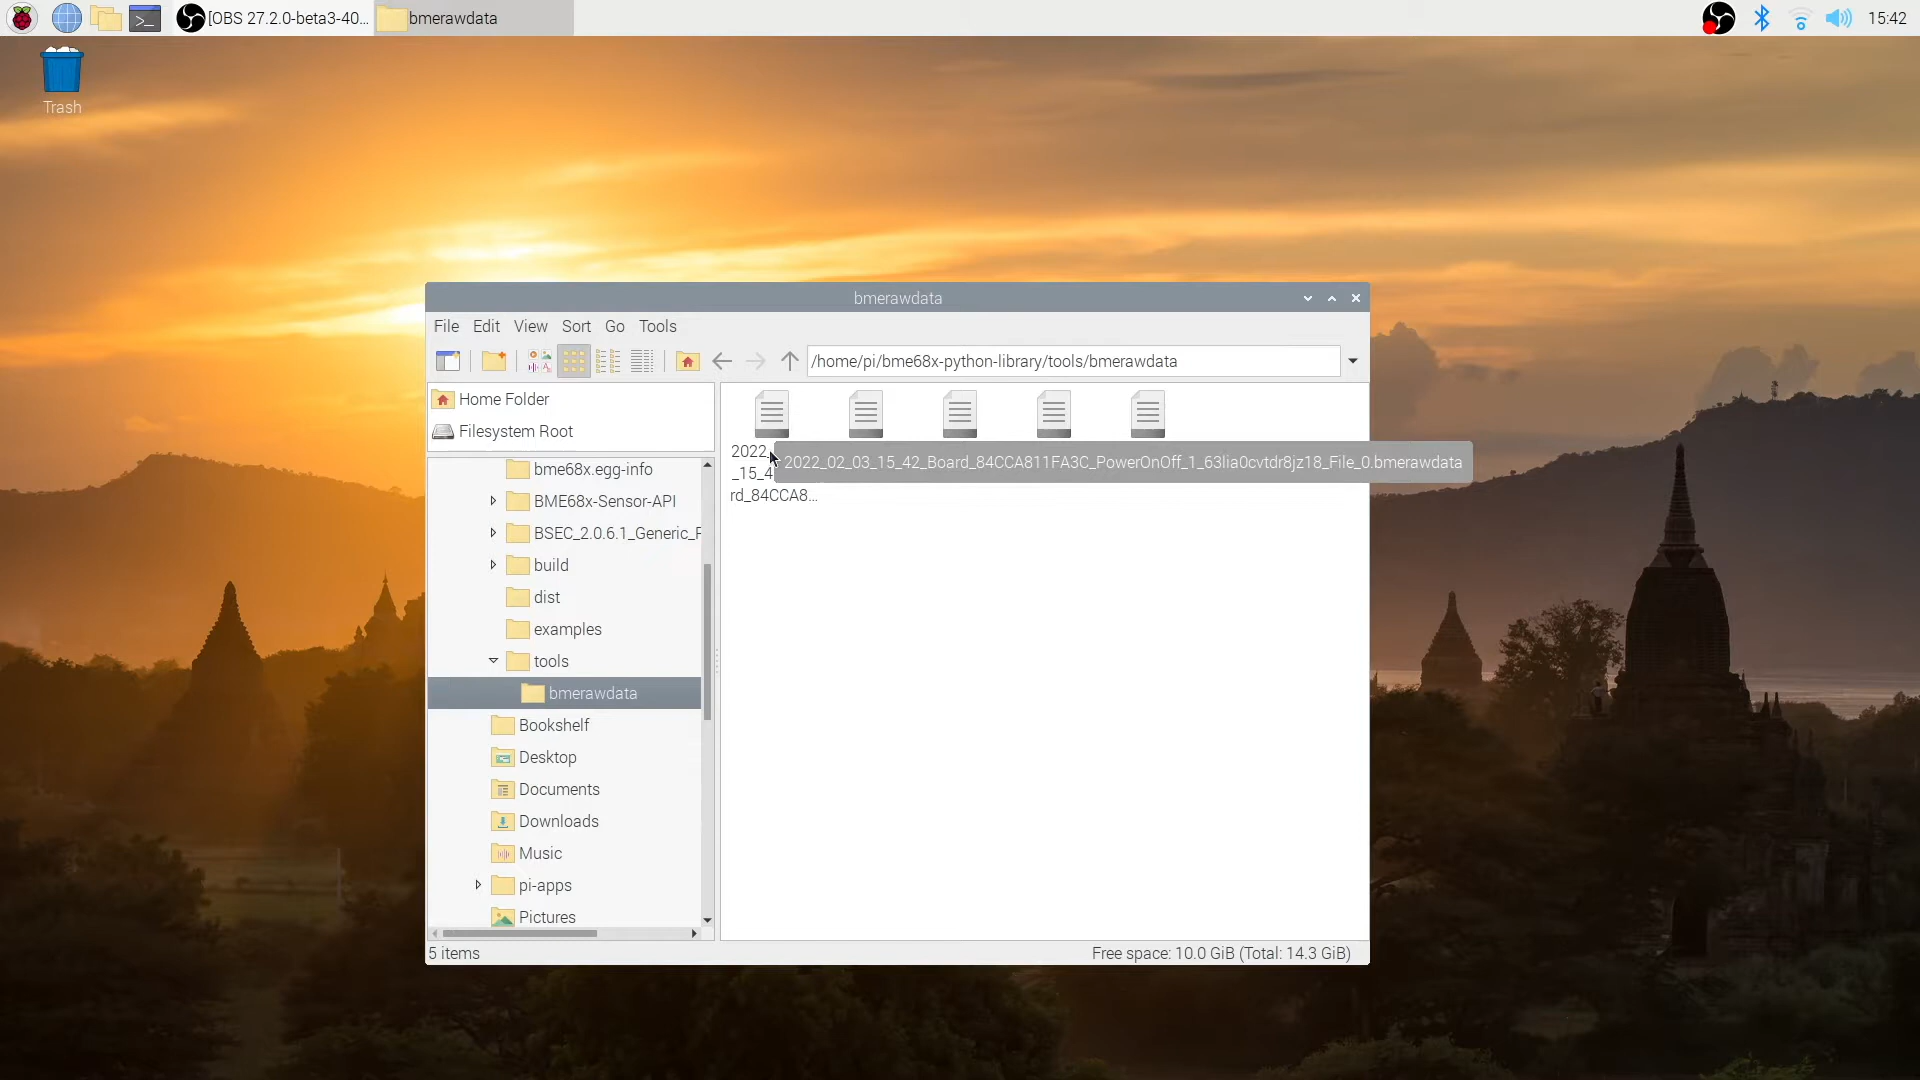 [OBS 27.2.0-beta3-40...
bmerawdata
15:42
Trash
bmerawdata
File Edit View Sort Go Tools
/home/pi/bme68x-python-library/tools/bmerawdata
Home Folder
Filesystem Root
bme68x.egg-info
BME68x-Sensor-API
BSEC_2.0.6.1_Generic_F
build
dist
examples
tools
bmerawdata
Bookshelf
Desktop
Documents
Downloads
Music
pi-apps
Pictures
2022_
_15_4
rd_84CCA8...
2022_02_03_15_42_Board_84CCA811FA3C_PowerOnOff_1_63lia0cvtdr8jz18_File_0.bmerawdata
5 items
Free space: 10.0 GiB (Total: 14.3 GiB)